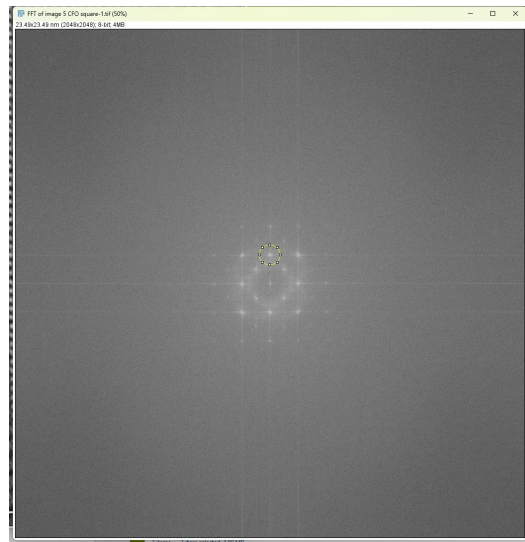 FFT of image 5 CFO square-1.tif (50%)
23.49x23.49 nm (2048x2048); 8-bit; 4MB